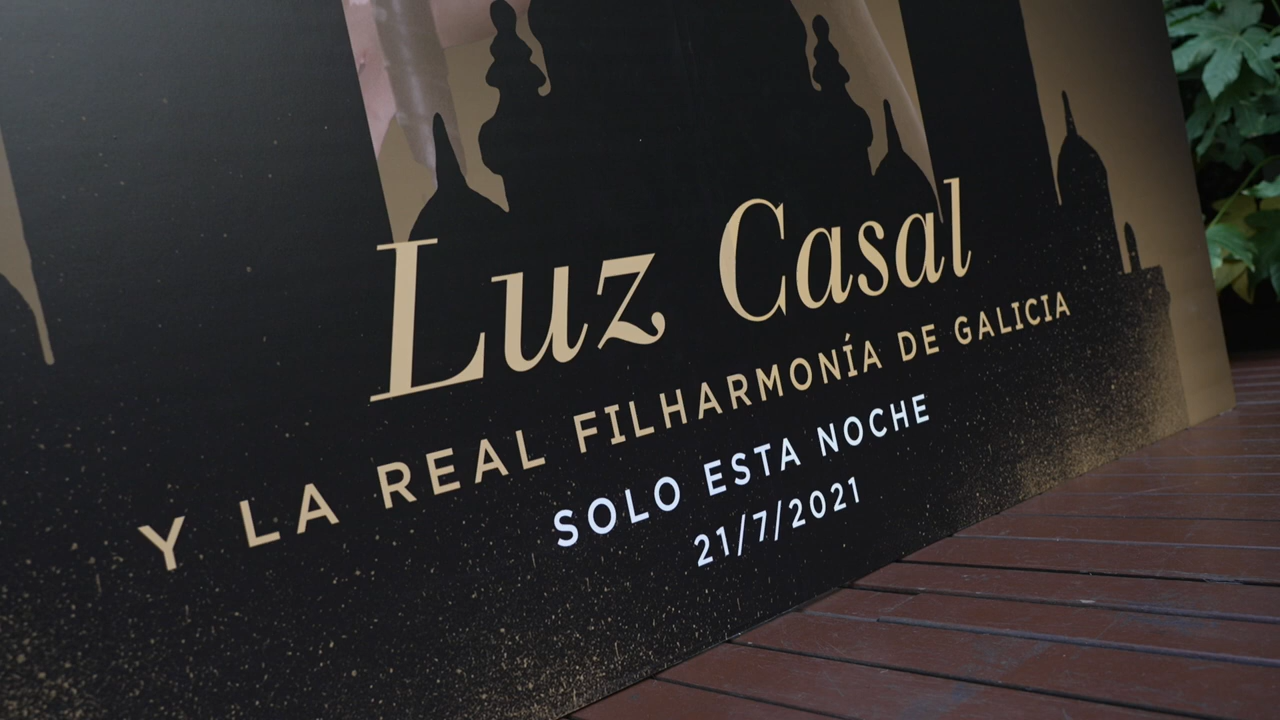 Luz Casal
Y LA REAL FILHARMONÍA DE GALICIA
SOLO ESTA NOCHE
21/7/2021